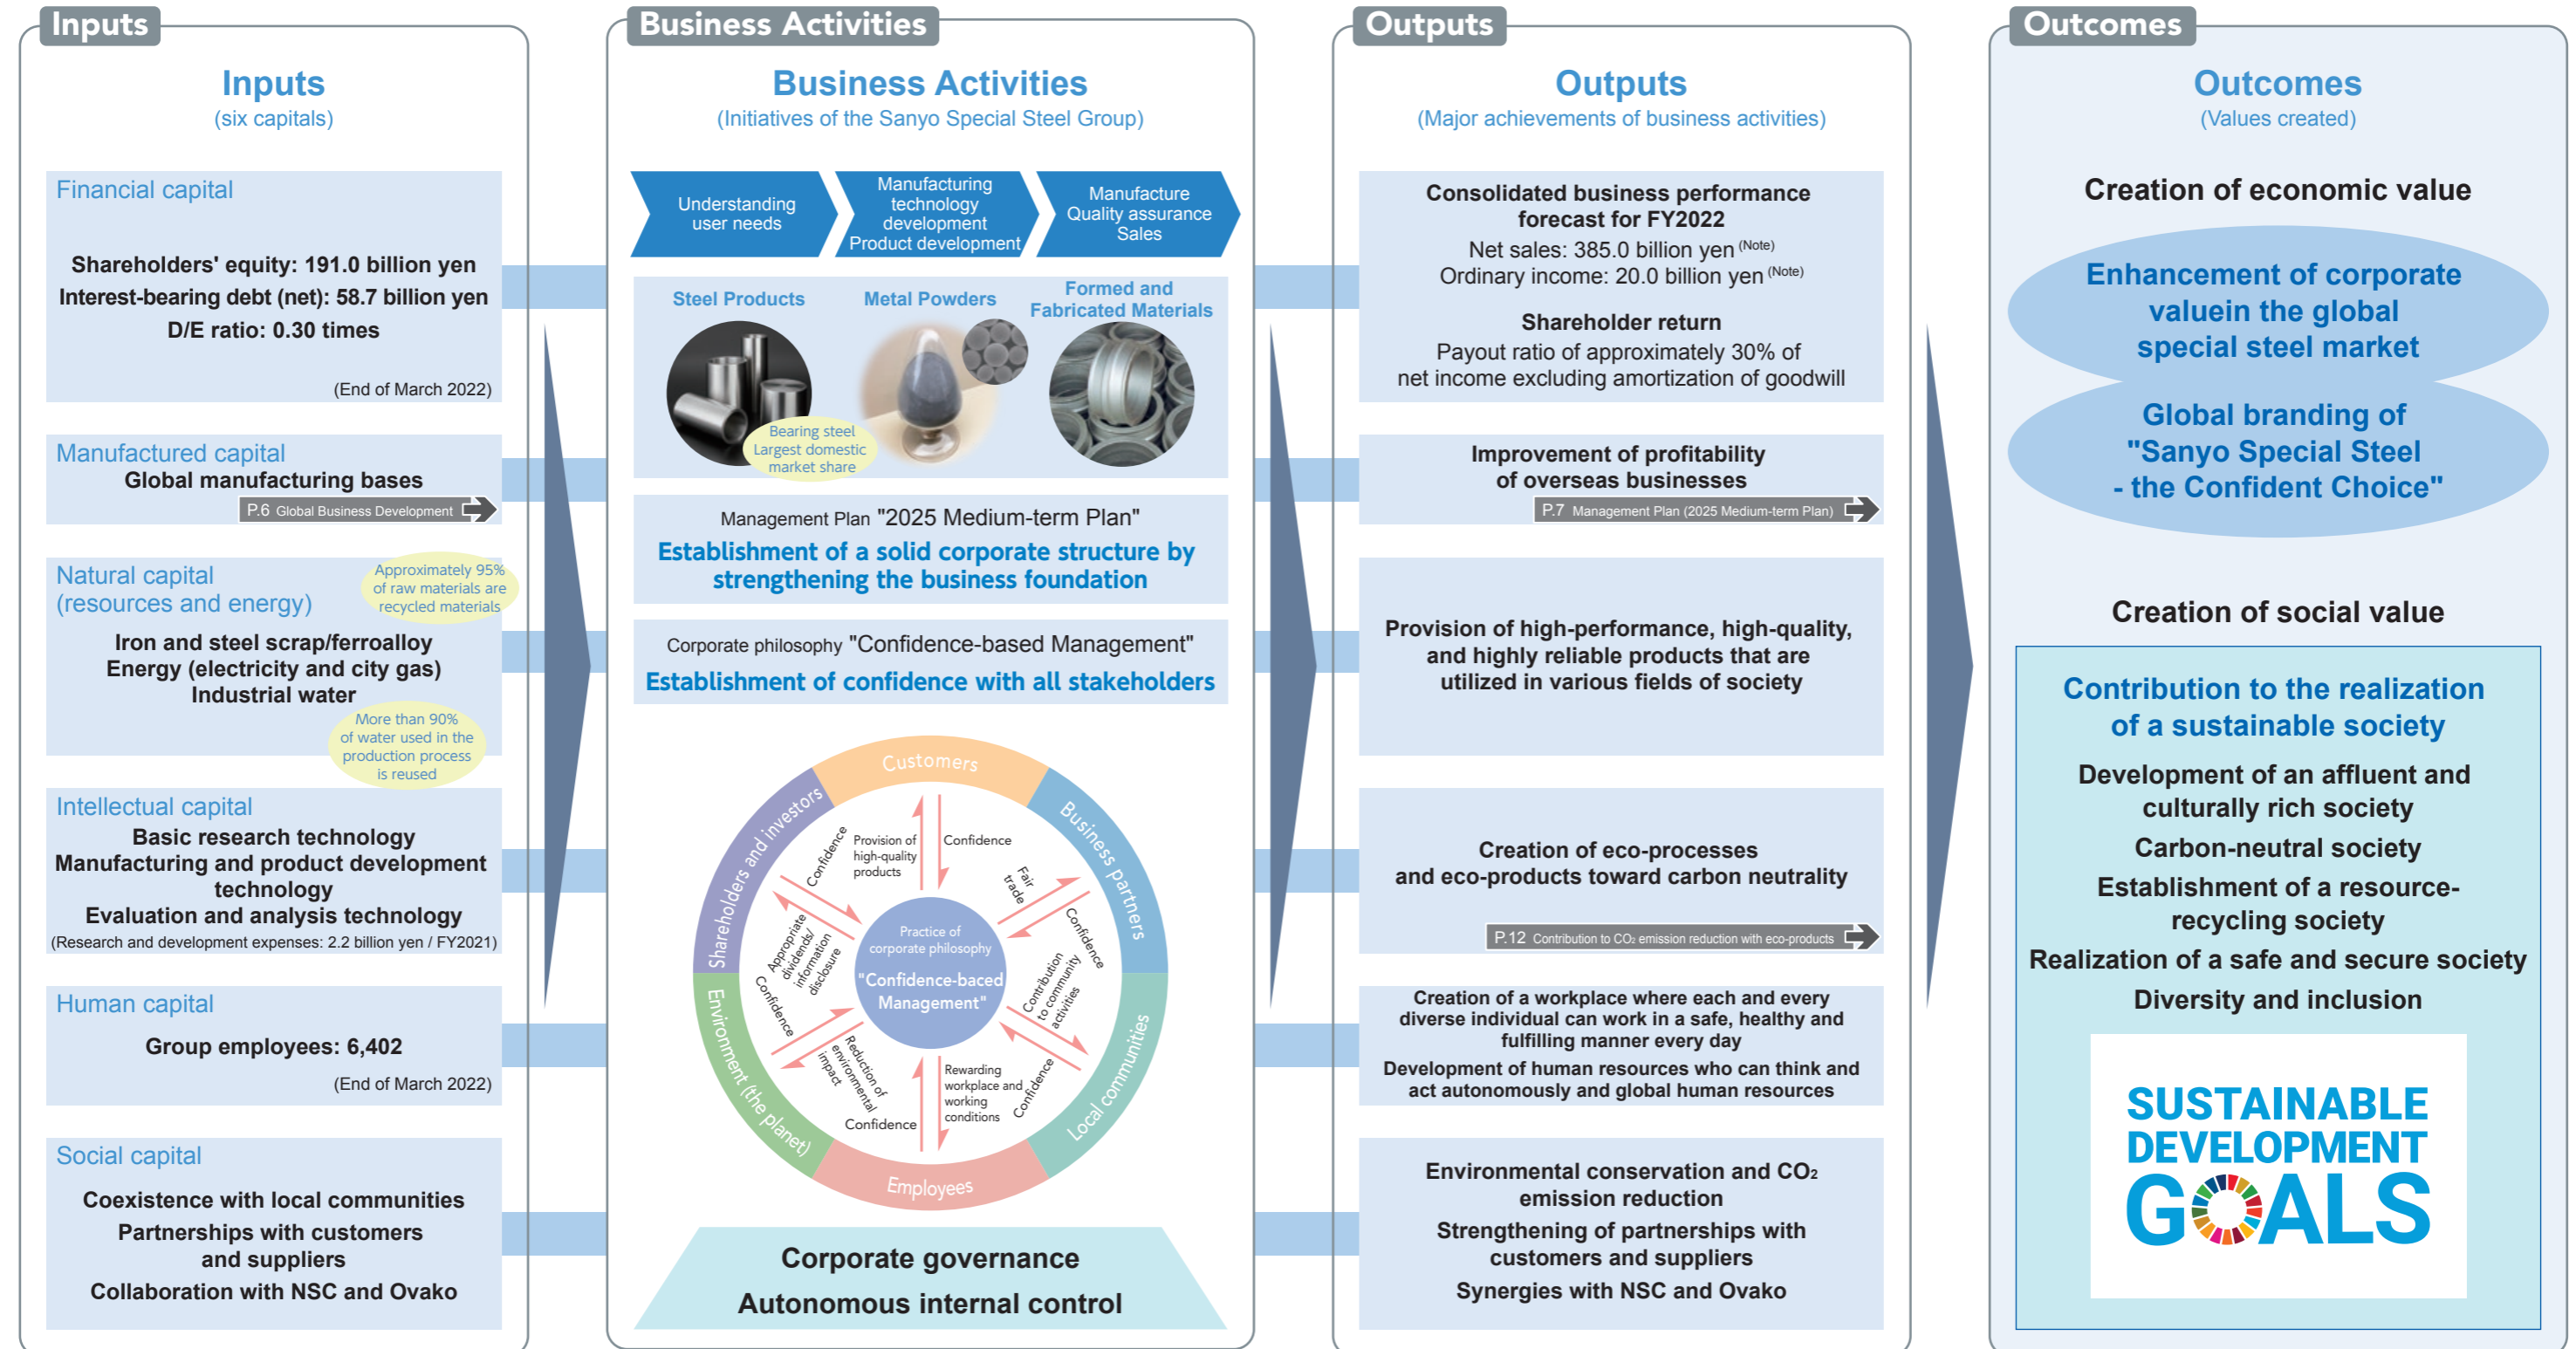 Inputs
Inputs
(six capitals)
Financial capital
Shareholders' equity: 191.0 billion yen
Interest-bearing debt (net): 58.7 billion yen
D/E ratio: 0.30 times
(End of March 2022)
Manufactured capital
Global manufacturing bases
P.6 Global Business Development
Natural capital
(resources and energy)
Approximately 95%
of raw materials are
recycled materials
Iron and steel scrap/ferroalloy
Energy (electricity and city gas)
Industrial water
More than 90%
of water used in the
production process
is reused
Intellectual capital
Basic research technology
Manufacturing and product development
technology
Evaluation and analysis technology
(Research and development expenses: 2.2 billion yen / FY2021)
Human capital
Group employees: 6,402
(End of March 2022)
Social capital
Coexistence with local communities
Partnerships with customers
and suppliers
Collaboration with NSC and Ovako
Business Activities
Business Activities
(Initiatives of the Sanyo Special Steel Group)
Understanding
user needs
Manufacturing
technology
development
Product development
Manufacture
Quality assurance
Sales
Steel Products
Metal Powders
Formed and
Fabricated Materials
Bearing steel
Largest domestic
market share
Management Plan "2025 Medium-term Plan"
Establishment of a solid corporate structure by
strengthening the business foundation
Corporate philosophy "Confidence-based Management"
Establishment of confidence with all stakeholders
Customers
Business partners
Local communities
Employees
Environment (the planet)
Shareholders and investors
Provision of
high-quality
products
Confidence
Fair
trade
Confidence
Contribution
to community
activities
Confidence
Rewarding
workplace and
working
conditions
Confidence
Reduction of
environmental
impact
Confidence
Appropriate
dividends/
information
disclosure
Confidence
Practice of
corporate philosophy
"Confidence-based
Management"
Corporate governance
Autonomous internal control
Outputs
Outputs
(Major achievements of business activities)
Consolidated business performance
forecast for FY2022
Net sales: 385.0 billion yen (Note)
Ordinary income: 20.0 billion yen (Note)
Shareholder return
Payout ratio of approximately 30% of
net income excluding amortization of goodwill
Improvement of profitability
of overseas businesses
P.7 Management Plan (2025 Medium-term Plan)
Provision of high-performance, high-quality,
and highly reliable products that are
utilized in various fields of society
Creation of eco-processes
and eco-products toward carbon neutrality
P.12 Contribution to CO₂ emission reduction with eco-products
Creation of a workplace where each and every
diverse individual can work in a safe, healthy and
fulfilling manner every day
Development of human resources who can think and
act autonomously and global human resources
Environmental conservation and CO₂
emission reduction
Strengthening of partnerships with
customers and suppliers
Synergies with NSC and Ovako
Outcomes
Outcomes
(Values created)
Creation of economic value
Enhancement of corporate
valuein the global
special steel market
Global branding of
"Sanyo Special Steel
- the Confident Choice"
Creation of social value
Contribution to the realization
of a sustainable society
Development of an affluent and
culturally rich society
Carbon-neutral society
Establishment of a resource-
recycling society
Realization of a safe and secure society
Diversity and inclusion
SUSTAINABLE
DEVELOPMENT
GOALS